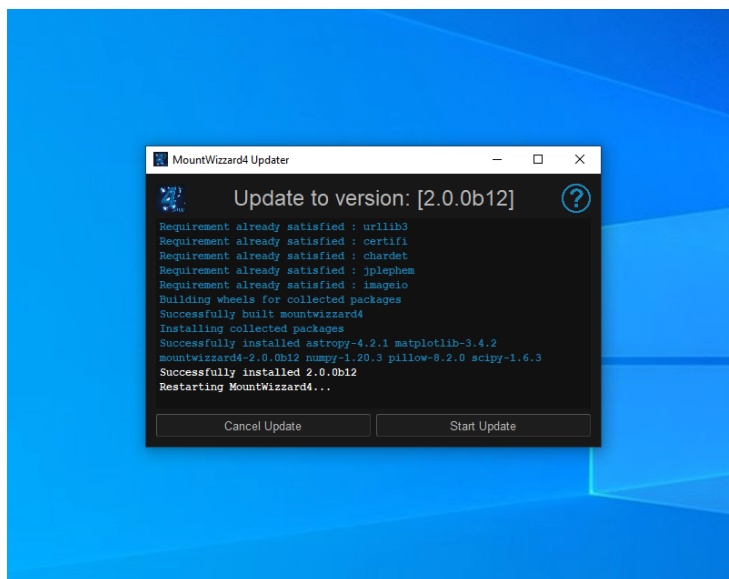 MountWizzard4 Updater
Update to version: [2.0.0b12]
Requirement already satisfied : urllib3
Requirement already satisfied : certifi
Requirement already satisfied : chardet
Requirement already satisfied : jplephem
Requirement already satisfied : imageio
Building wheels for collected packages
Successfully built mountwizzard4
Installing collected packages
Successfully installed astropy-4.2.1 matplotlib-3.4.2
mountwizzard4-2.0.0b12 numpy-1.20.3 pillow-8.2.0 scipy-1.6.3
Successfully installed 2.0.0b12
Restarting MountWizzard4...
Cancel Update
Start Update